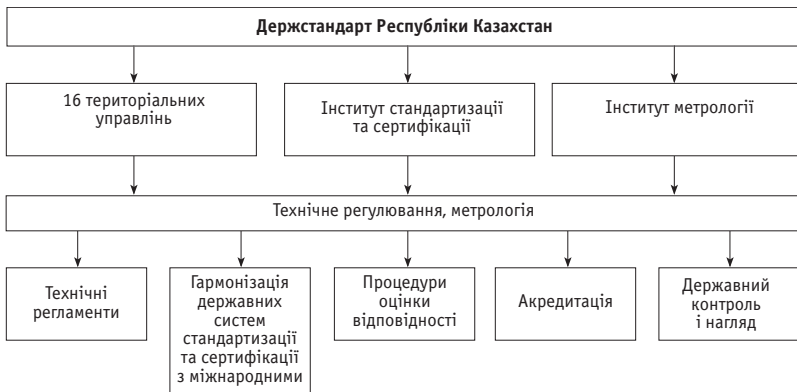 Держстандарт Республіки Казахстан
16 територіальних
управлінь
Інститут стандартизації
та сертифікації
Інститут метрології
Технічне регулювання, метрологія
Технічні
регламенти
Гармонізація
державних
систем
стандартизації
та сертифікації
з міжнародними
Процедури
оцінки
відповідності
Акредитація
Державний
контроль
і нагляд